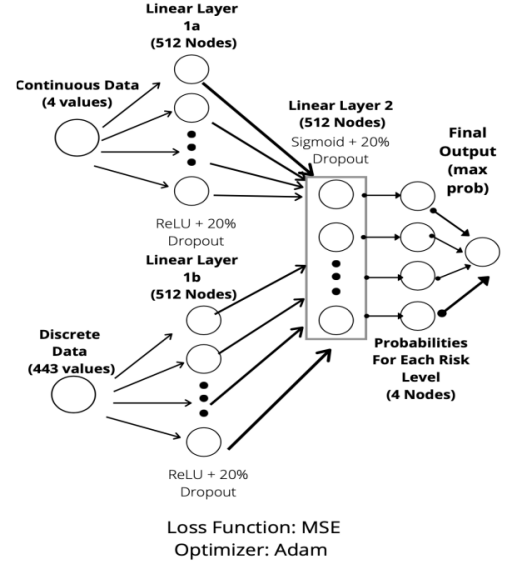 Linear Layer
1a
(512 Nodes)
Continuous Data
(4 values)
ReLU + 20%
Dropout
Linear Layer
1b
(512 Nodes)
Discrete
Data
(443 values)
ReLU + 20%
Dropout
Linear Layer 2
(512 Nodes)
Sigmoid + 20%
Dropout
Final
Output
(max
prob)
Probabilities
For Each Risk
Level
(4 Nodes)
Loss Function: MSE
Optimizer: Adam